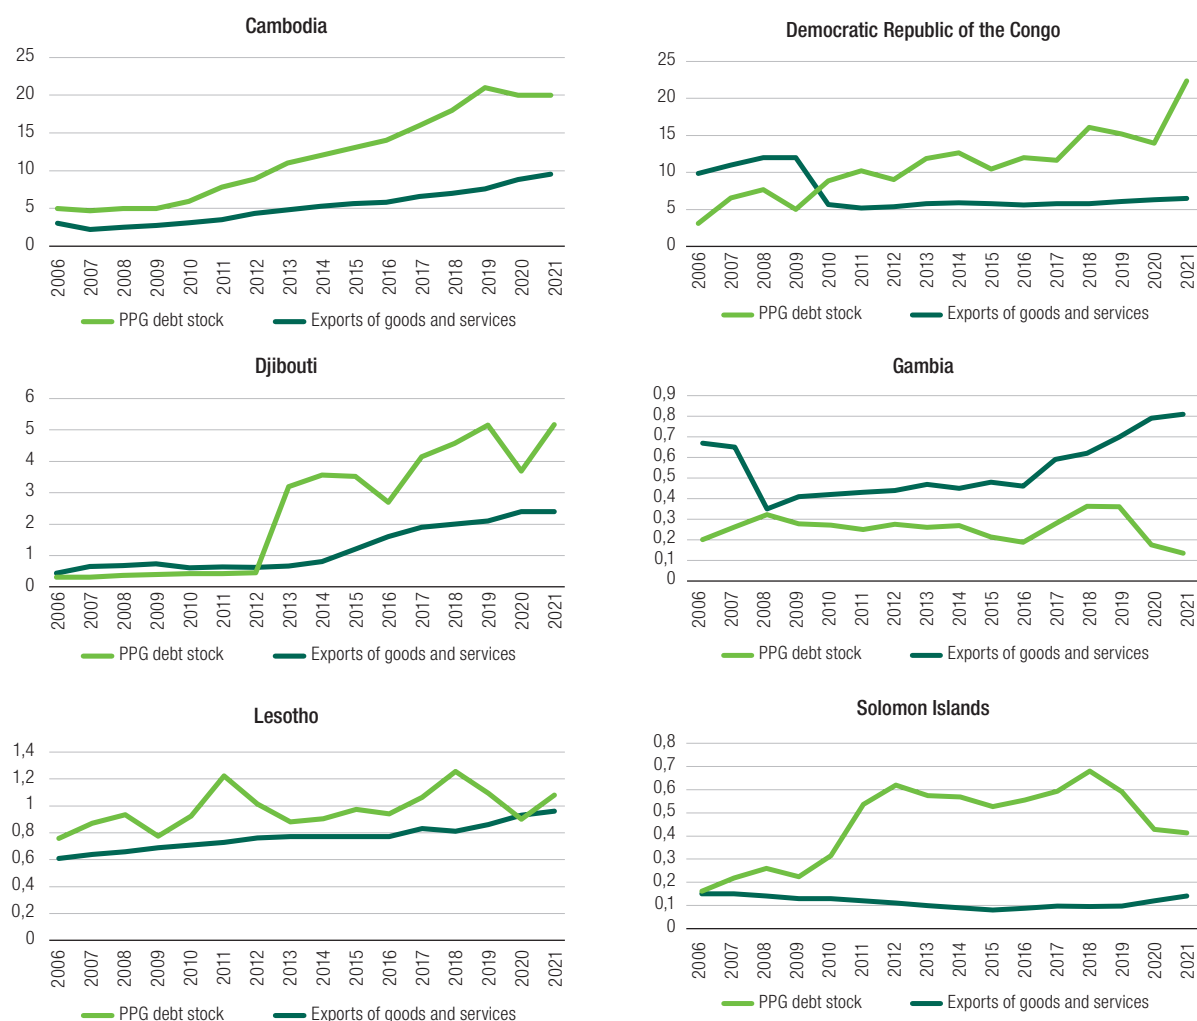 Cambodia
25
20
15
10
5
0
2006 2007 2008 2009 2010 2011 2012 2013 2014 2015 2016 2017 2018 2019 2020 2021
PPG debt stock Exports of goods and services
Democratic Republic of the Congo
25
20
15
10
5
0
2006 2007 2008 2009 2010 2011 2012 2013 2014 2015 2016 2017 2018 2019 2020 2021
PPG debt stock Exports of goods and services
Djibouti
6
5
4
3
2
1
0
2006 2007 2008 2009 2010 2011 2012 2013 2014 2015 2016 2017 2018 2019 2020 2021
PPG debt stock Exports of goods and services
Gambia
0,9
0,8
0,7
0,6
0,5
0,4
0,3
0,2
0,1
0
2006 2007 2008 2009 2010 2011 2012 2013 2014 2015 2016 2017 2018 2019 2020 2021
PPG debt stock Exports of goods and services
Lesotho
1,4
1,2
1
0,8
0,6
0,4
0,2
0
2006 2007 2008 2009 2010 2011 2012 2013 2014 2015 2016 2017 2018 2019 2020 2021
PPG debt stock Exports of goods and services
Solomon Islands
0,8
0,7
0,6
0,5
0,4
0,3
0,2
0,1
0
2006 2007 2008 2009 2010 2011 2012 2013 2014 2015 2016 2017 2018 2019 2020 2021
PPG debt stock Exports of goods and services